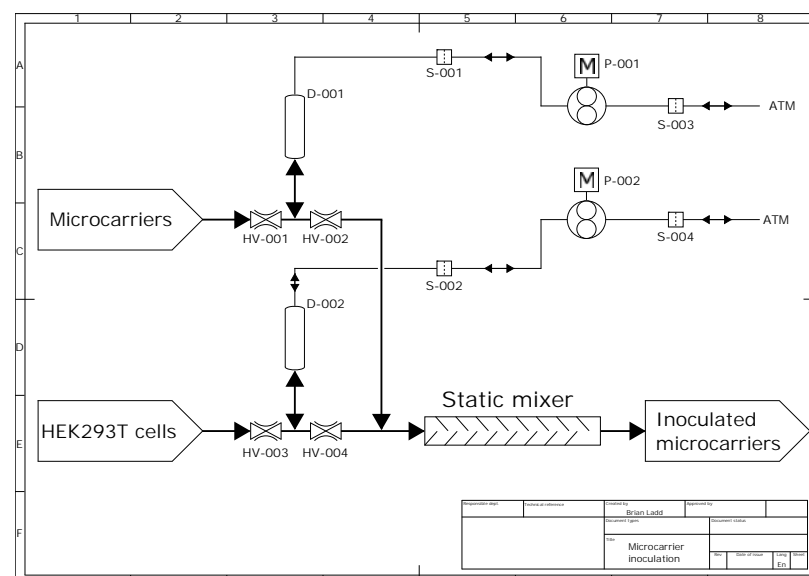 1 2 3 4 5 6 7 8
A
M P-001
D-001
S-001
ATM
S-003
B
M P-002
Microcarriers
HV-001 HV-002
ATM
S-004
C
S-002
D-002
D
Static mixer
HEK293T cells
Inoculated
microcarriers
HV-003 HV-004
E
Responsible dept. Technical reference Created by Approved by
Brian Ladd
Document types Document status
F
Title
Microcarrier
inoculation
Rev Date of issue Lang Sheet
En